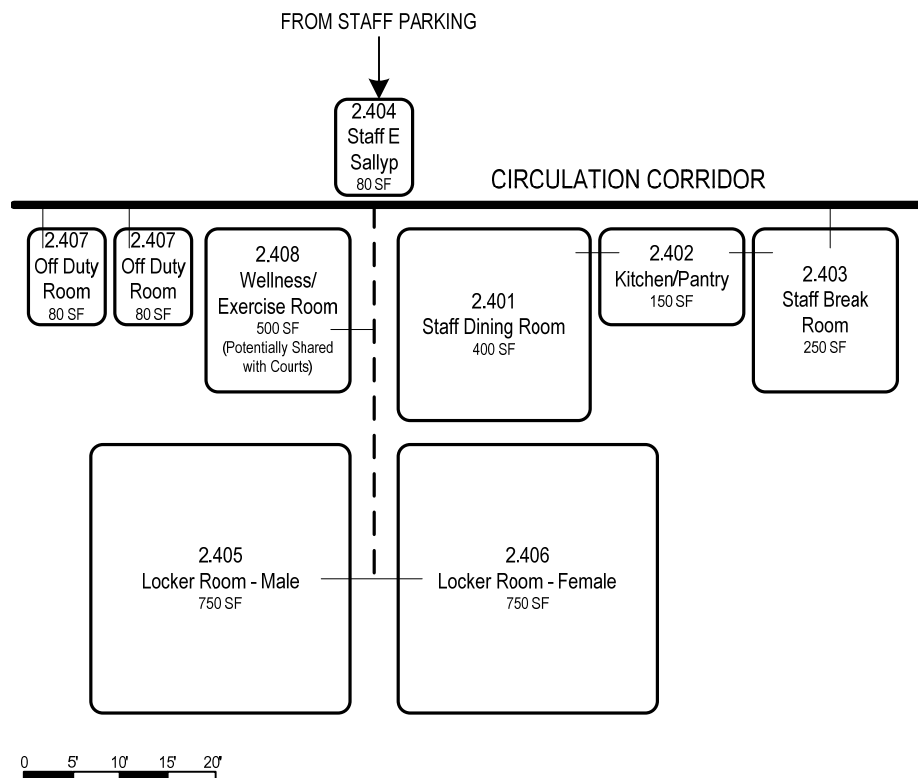 FROM STAFF PARKING
2.404
Staff E
Sallyp
80 SF
CIRCULATION CORRIDOR
2.407
Off Duty
Room
80 SF
2.407
Off Duty
Room
80 SF
2.408
Wellness/
Exercise Room
500 SF
(Potentially Shared
with Courts)
2.401
Staff Dining Room
400 SF
2.402
Kitchen/Pantry
150 SF
2.403
Staff Break
Room
250 SF
2.405
Locker Room - Male
750 SF
2.406
Locker Room - Female
750 SF
0 5' 10' 15' 20'